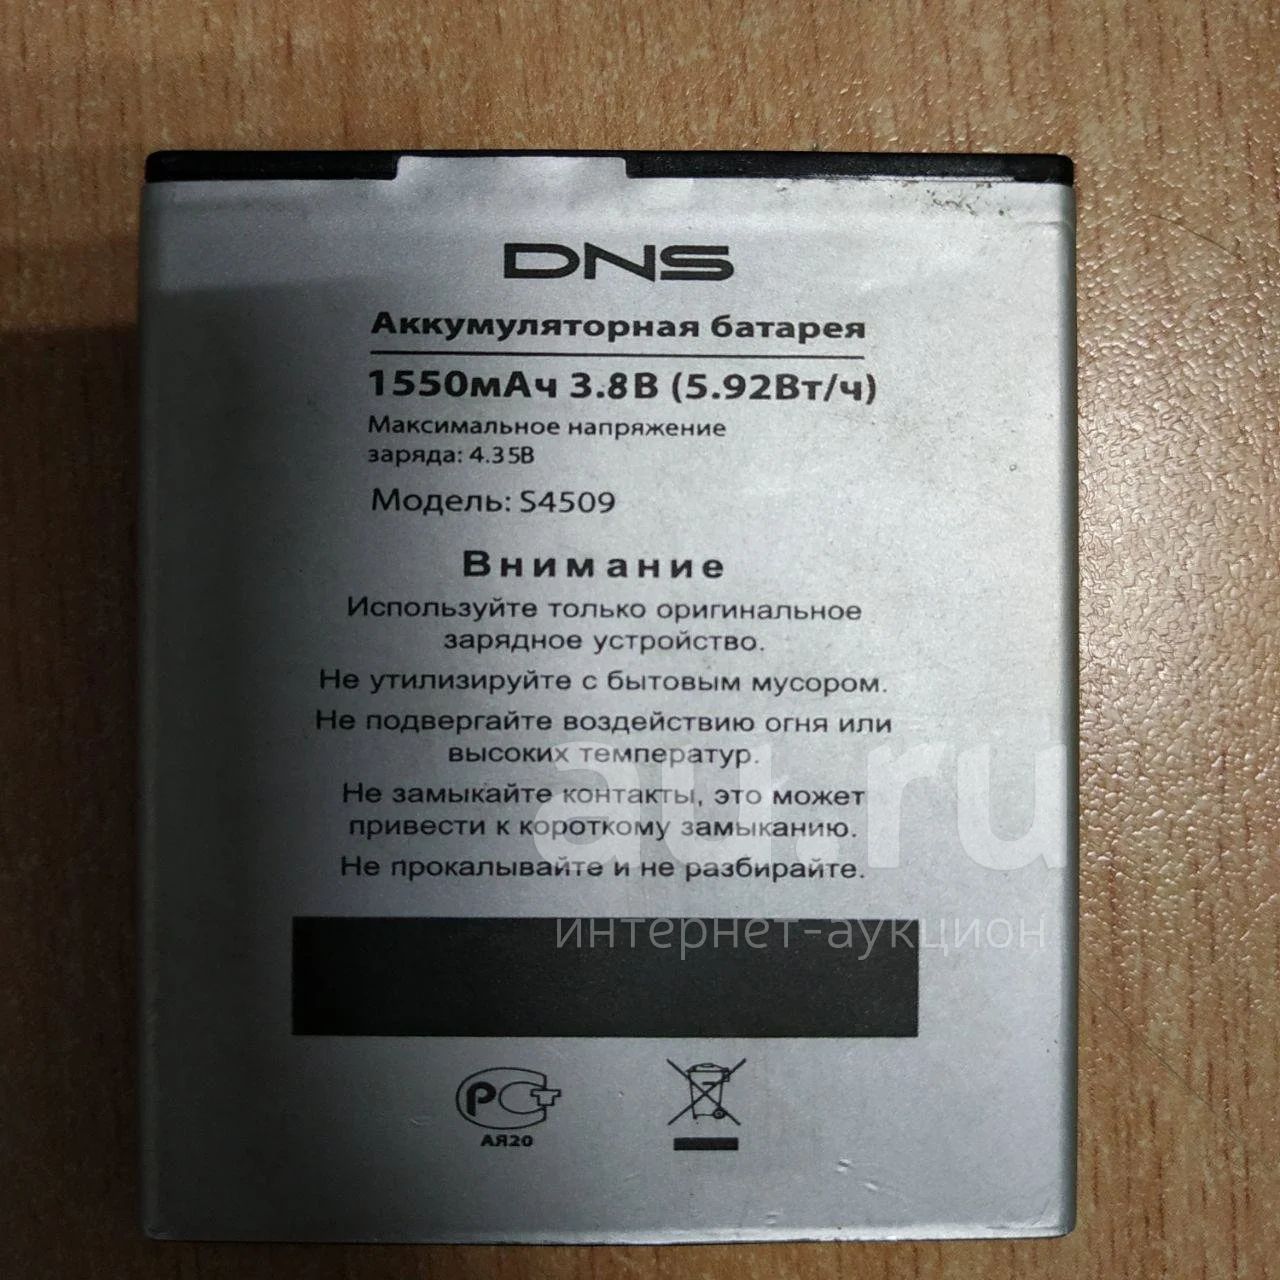 DNS
Аккумуляторная батарея
1550мАч 3.8В (5.92Вт/ч)
Максимальное напряжение
заряда: 4.35В
Модель: S4509
Внимание
Используйте только оригинальное
зарядное устройство.
Не утилизируйте с бытовым мусором.
Не подвергайте воздействию огня или
высоких температур.
Не замыкайте контакты, это может
привести к короткому замыканию.
Не прокалывайте и не разбирайте.
au.ru
интернет-аукцион
РСТ
АЯ20